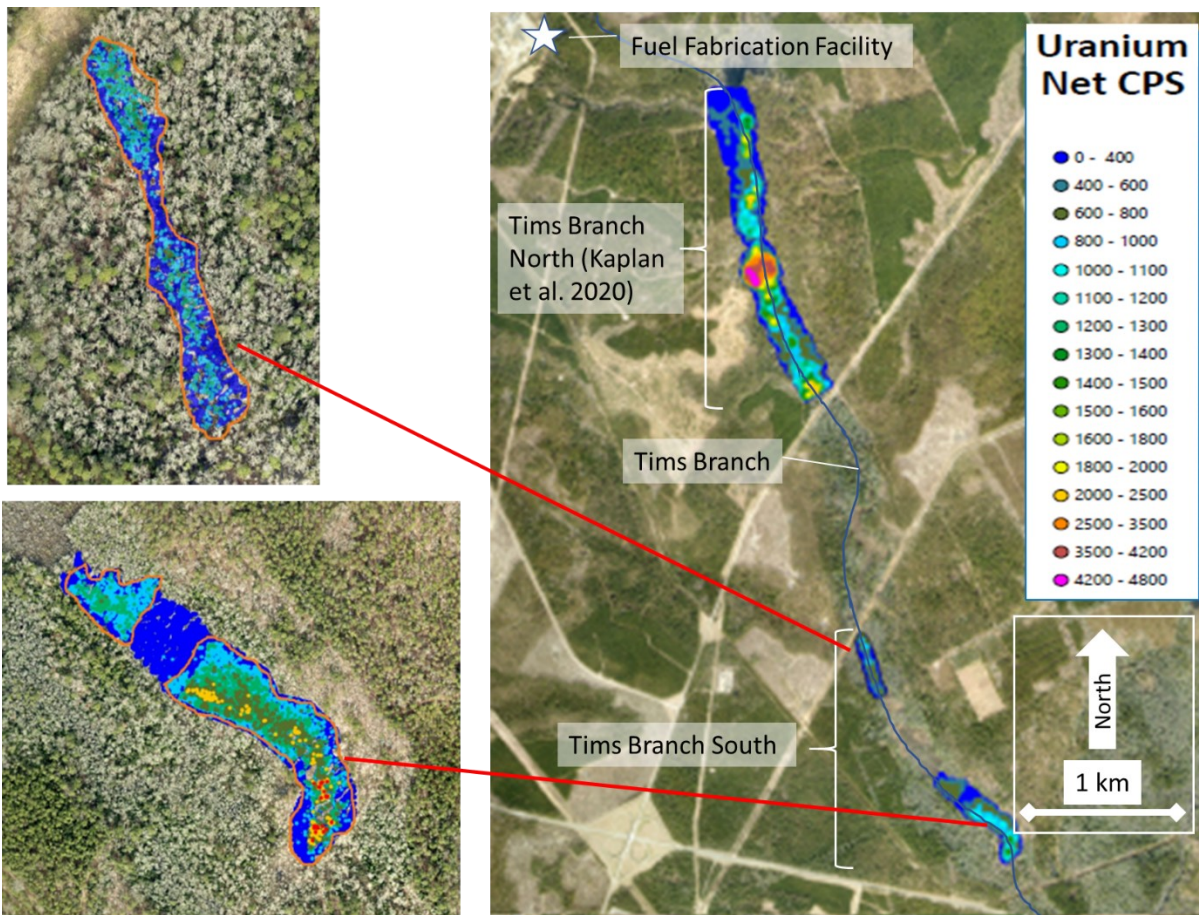 Fuel Fabrication Facility
Uranium
Net CPS
0 - 400
400 - 600
600 - 800
800 - 1000
1000 - 1100
1100 - 1200
1200 - 1300
1300 - 1400
1400 - 1500
1500 - 1600
1600 - 1800
1800 - 2000
2000 - 2500
2500 - 3500
3500 - 4200
4200 - 4800
Tims Branch
North (Kaplan
et al. 2020)
Tims Branch
Tims Branch South
North
1 km